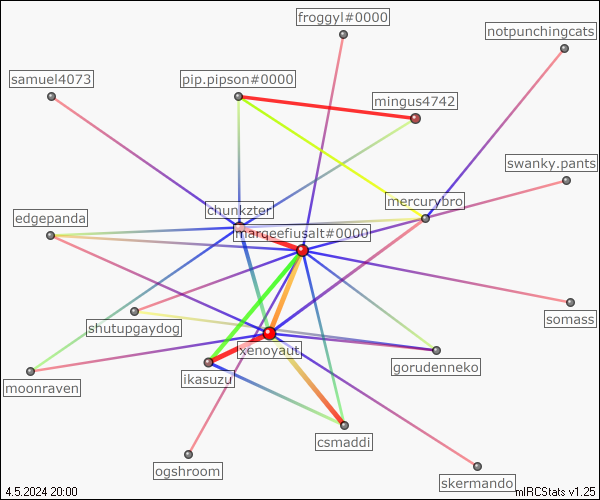 froggyl#0000
notpunchingcats
samuel4073
pip.pipson#0000
mingus4742
swanky.pants
mercurybro
chunkzter
edgepanda
marqeefiusalt#0000
somass
shutupgaydog
xenoyaut
gorudenneko
ikasuzu
moonraven
csmaddi
ogshroom
skermando
4.5.2024 20:00
mIRCStats v1.25